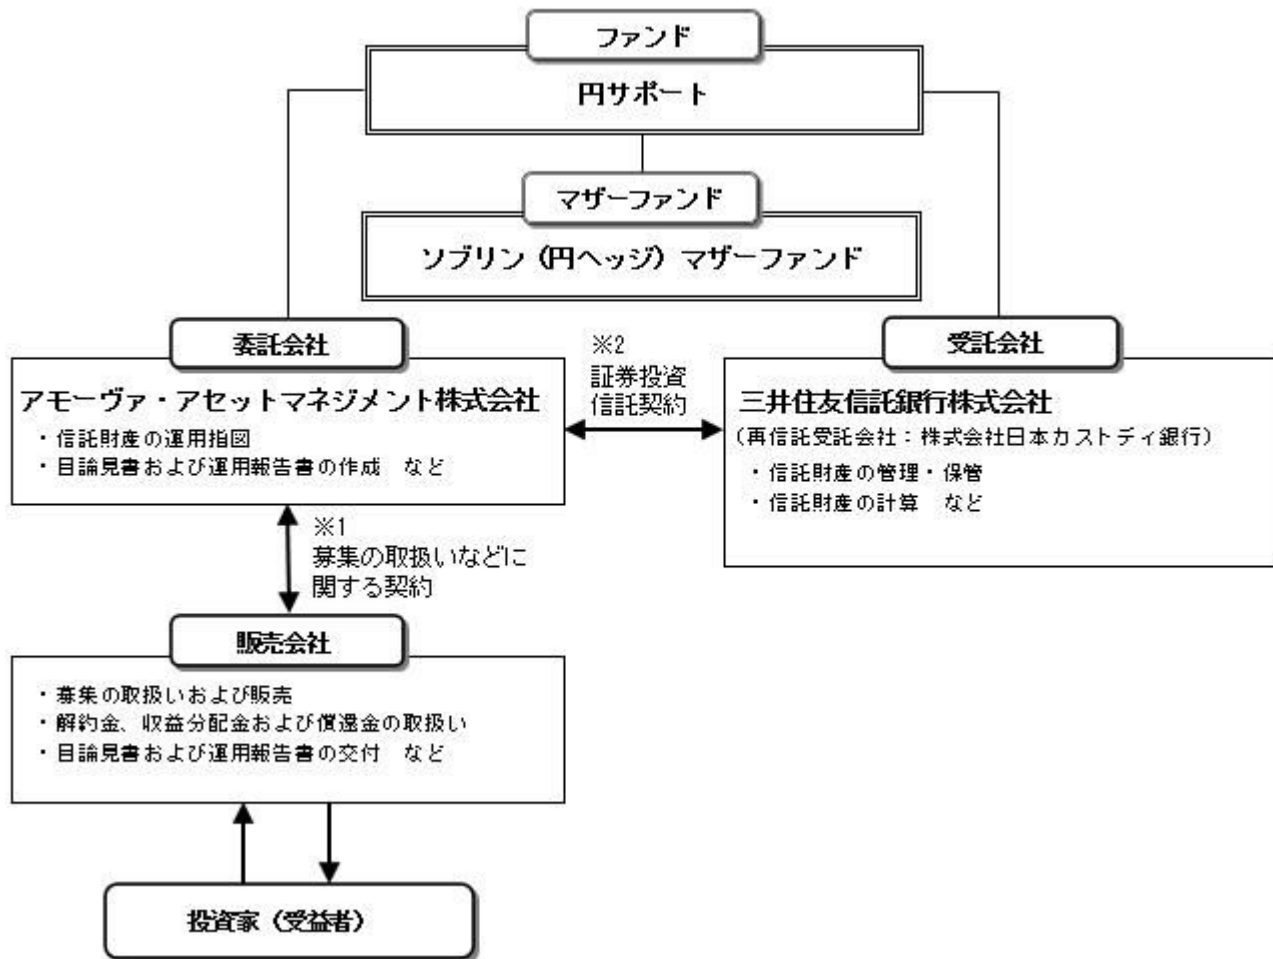 ファンド
円サポート
マザーファンド
ソブリン（円ヘッジ）マザーファンド
委託会社
アモーヴァ・アセットマネジメント株式会社
・信託財産の運用指図
・目論見書および運用報告書の作成　など
※2
証券投資
信託契約
受託会社
三井住友信託銀行株式会社
（再信託受託会社：株式会社日本カストディ銀行）
・信託財産の管理・保管
・信託財産の計算　など
※1
募集の取扱いなどに
関する契約
販売会社
・募集の取扱いおよび販売
・解約金、収益分配金および償還金の取扱い
・目論見書および運用報告書の交付　など
投資家（受益者）